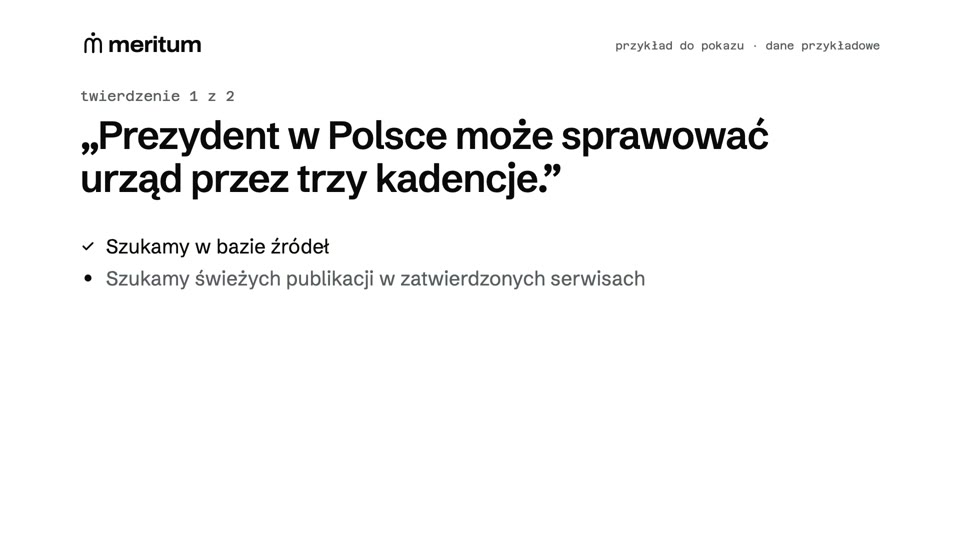 meritum
przykład do pokazu · dane przykładowe
twierdzenie 1 z 2
„Prezydent w Polsce może sprawować
urząd przez trzy kadencje.”
Szukamy w bazie źródeł
Szukamy świeżych publikacji w zatwierdzonych serwisach